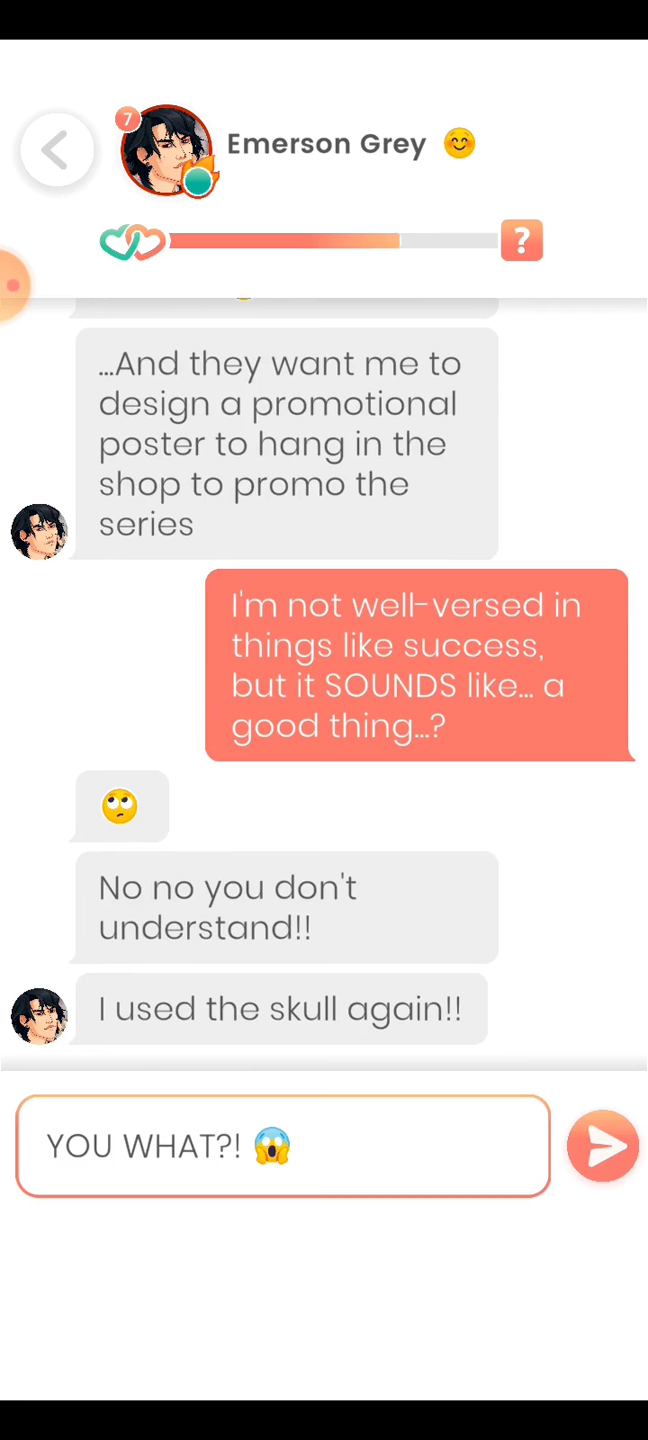 7
Emerson Grey 😊
?
...And they want me to
design a promotional
poster to hang in the
shop to promo the
series
I'm not well-versed in
things like success,
but it SOUNDS like... a
good thing...?
🙄
No no you don't
understand!!
I used the skull again!!
YOU WHAT?! 😱